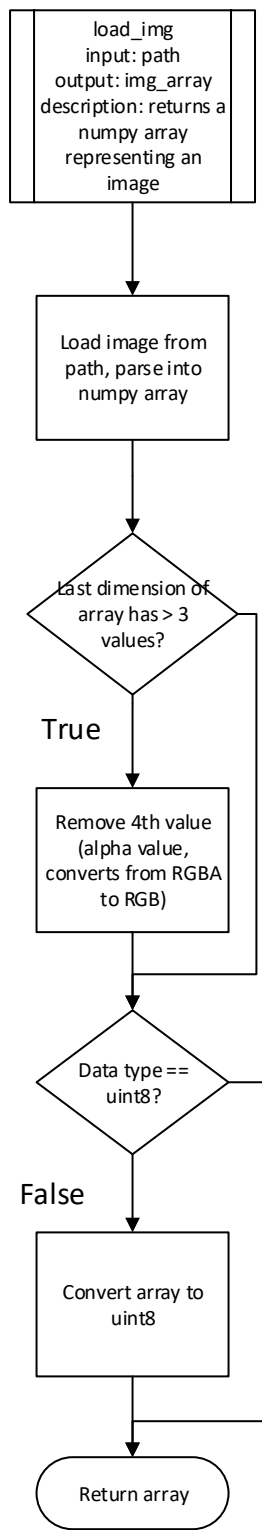 load_img
input: path
output: img_array
description: returns a
numpy array
representing an
image
Load image from
path, parse into
numpy array
Last dimension of
array has > 3
values?
True
Remove 4th value
(alpha value,
converts from RGBA
to RGB)
Data type ==
uint8?
False
Convert array to
uint8
Return array